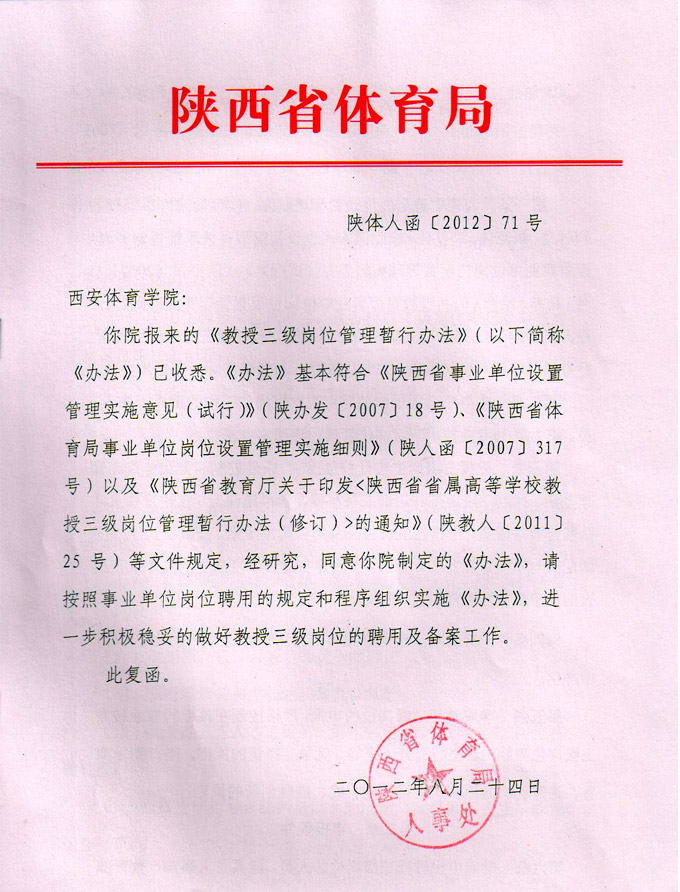 陕西省体育局
陕体人函〔2012〕71号
西安体育学院：
你院报来的《教授三级岗位管理暂行办法》（以下简称
《办法》）已收悉。《办法》基本符合《陕西省事业单位设置
管理实施意见（试行）》（陕办发〔2007〕18号）、《陕西省体
育局事业单位岗位设置管理实施细则》（陕人函〔2007〕317
号）以及《陕西省教育厅关于印发<陕西省省属高等学校教
授三级岗位管理暂行办法（修订）>的通知》（陕教人〔2011〕
25号）等文件规定，经研究，同意你院制定的《办法》，请
按照事业单位岗位聘用的规定和程序组织实施《办法》，进
一步积极稳妥的做好教授三级岗位的聘用及备案工作。
此复函。
陕西省体育局
二〇一二年八月二十四日
人事处